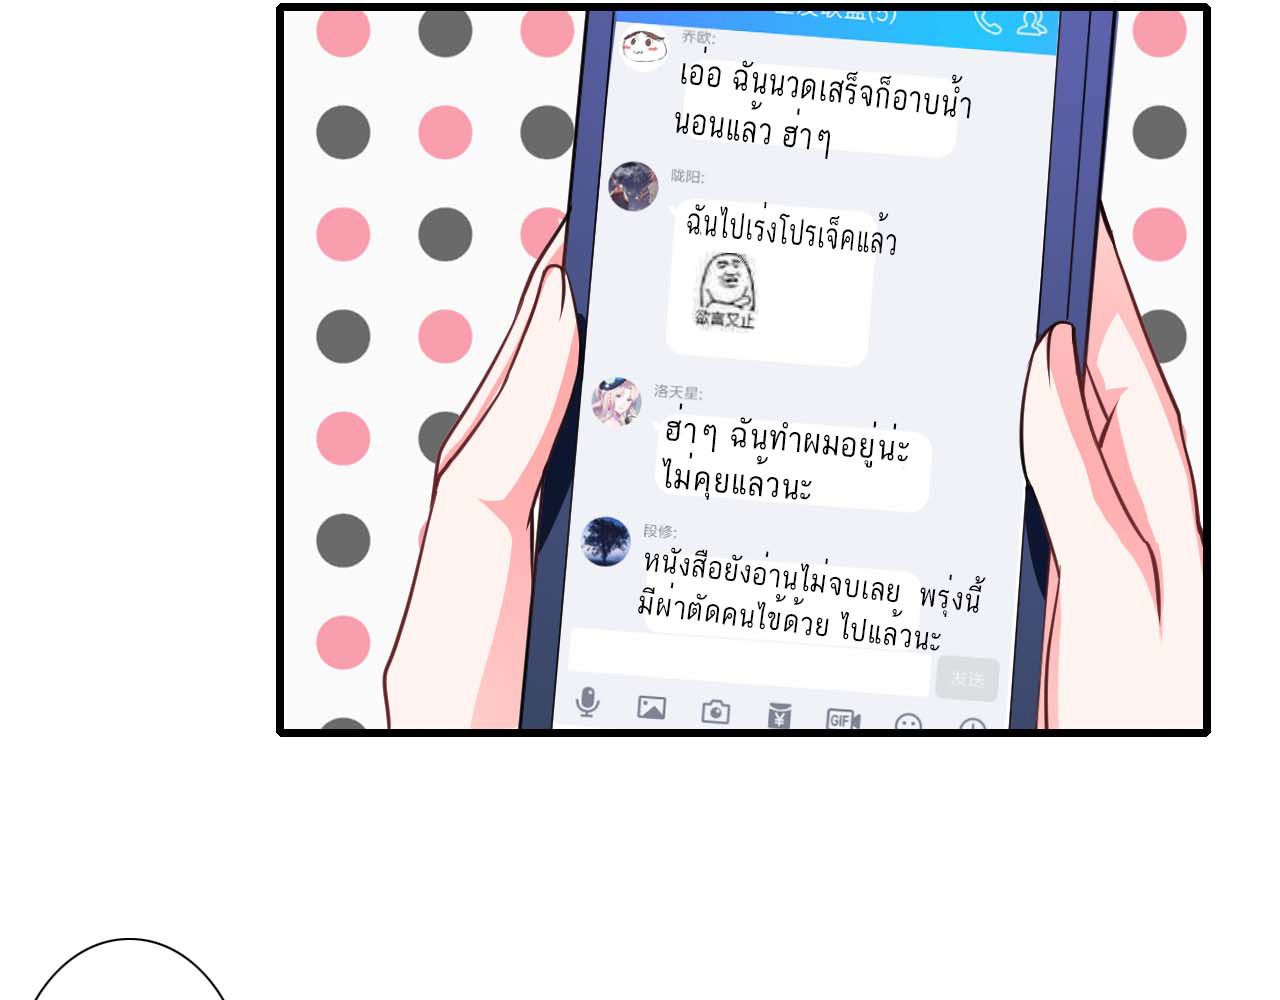 联盟(5)
乔欧:
เอ่อ ฉันนวดเสร็จก็อาบน้ำ
นอนแล้ว ฮ่าๆ
陇阳:
ฉันไปเร่งโปรเจ็คแล้ว
欲言又止
洛天星:
ฮ่าๆ ฉันทำผมอยู่น่ะ
ไม่คุยแล้วนะ
段修:
หนังสือยังอ่านไม่จบเลย พรุ่งนี้
มีผ่าตัดคนไข้ด้วย ไปแล้วนะ
发送
¥
GIF